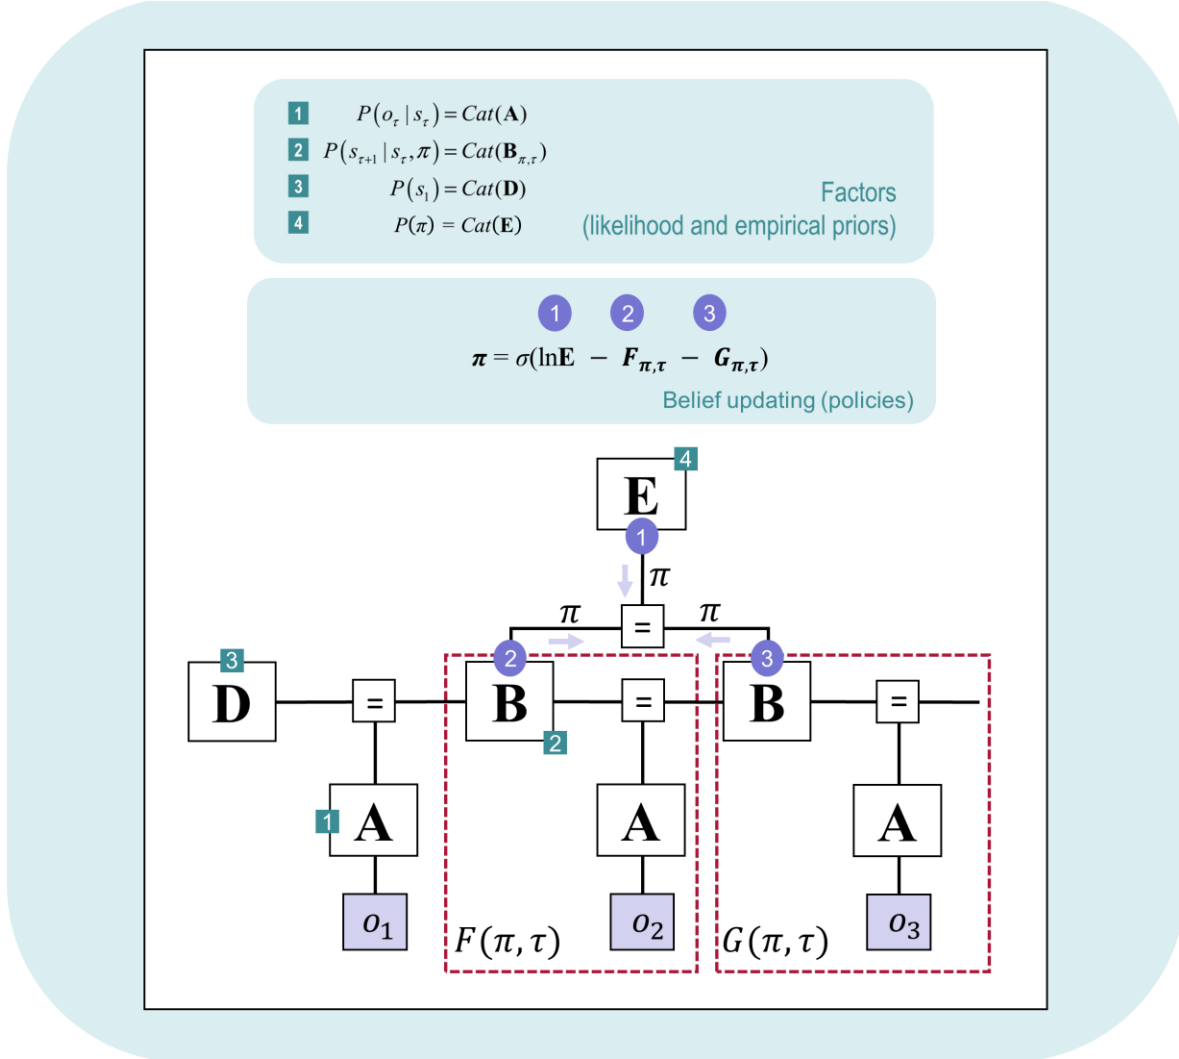 1 P(o_τ | s_τ) = Cat(A)
2 P(s_τ+1 | s_τ, π) = Cat(B_π,τ)
3 P(s_1) = Cat(D)
4 P(π) = Cat(E)
Factors
(likelihood and empirical priors)
1 2 3
π = σ(lnE − F_π,τ − G_π,τ)
Belief updating (policies)
4
E
1
π
π = π
2 3
3
D = B = B =
2
1 A A A
o_1 F(π, τ) o_2 G(π, τ) o_3